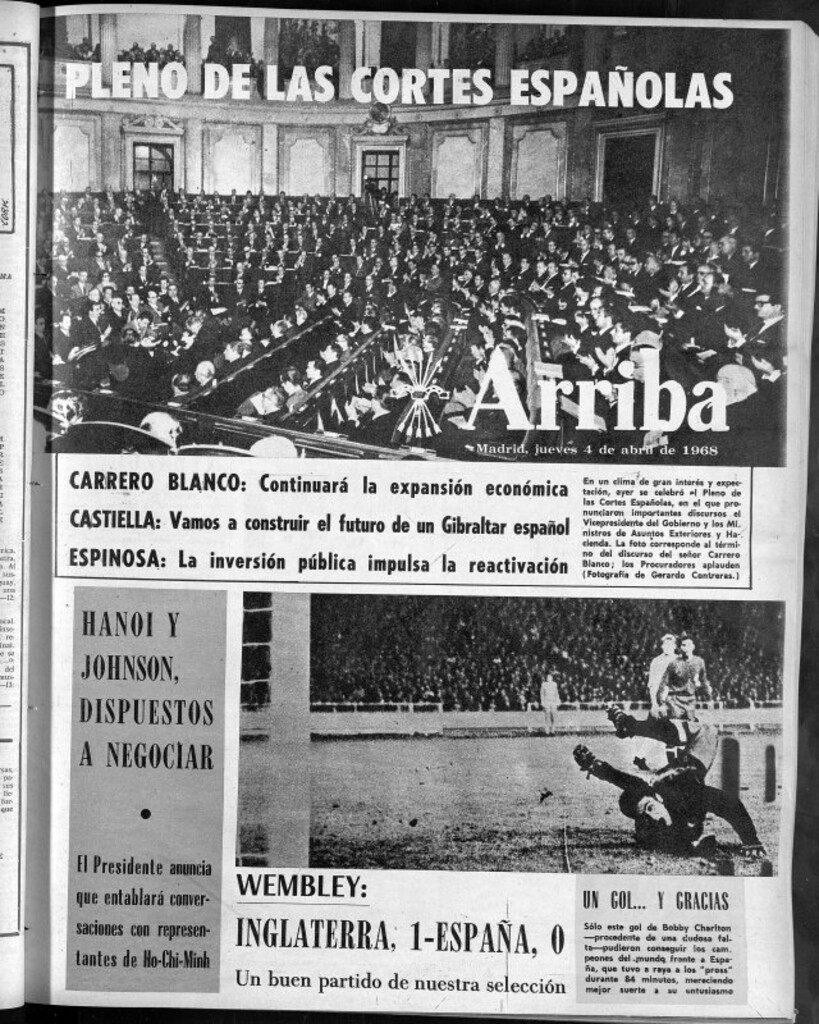 PLENO DE LAS CORTES ESPAÑOLAS
Arriba
Madrid, jueves 4 de abril de 1968
CARRERO BLANCO: Continuará la expansión económica
CASTIELLA: Vamos a construir el futuro de un Gibraltar español
ESPINOSA: La inversión pública impulsa la reactivación
En un clima de gran interés y expec-
tación, ayer se celebró el Pleno de
las Cortes Españolas, en el que pro-
nunciaron importantes discursos el
Vicepresidente del Gobierno y los Mi-
nistros de Asuntos Exteriores y Ha-
cienda. La foto corresponde al térmi-
no del discurso del señor Carrero
Blanco; los Procuradores aplauden
(Fotografía de Gerardo Contreras.)
HANOI Y
JOHNSON,
DISPUESTOS
A NEGOCIAR
El Presidente anuncia
que entablará conver-
saciones con represen-
tantes de Ho-Chi-Minh
WEMBLEY:
INGLATERRA, 1-ESPAÑA, 0
Un buen partido de nuestra selección
UN GOL... Y GRACIAS
Sólo este gol de Bobby Charlton
—procedente de una dudosa fal-
ta—pudieron conseguir los cam-
peones del mundo frente a Espa-
ña, que tuvo a raya a los "pross"
durante 84 minutos, mereciendo
mejor suerte a su entusiasmo